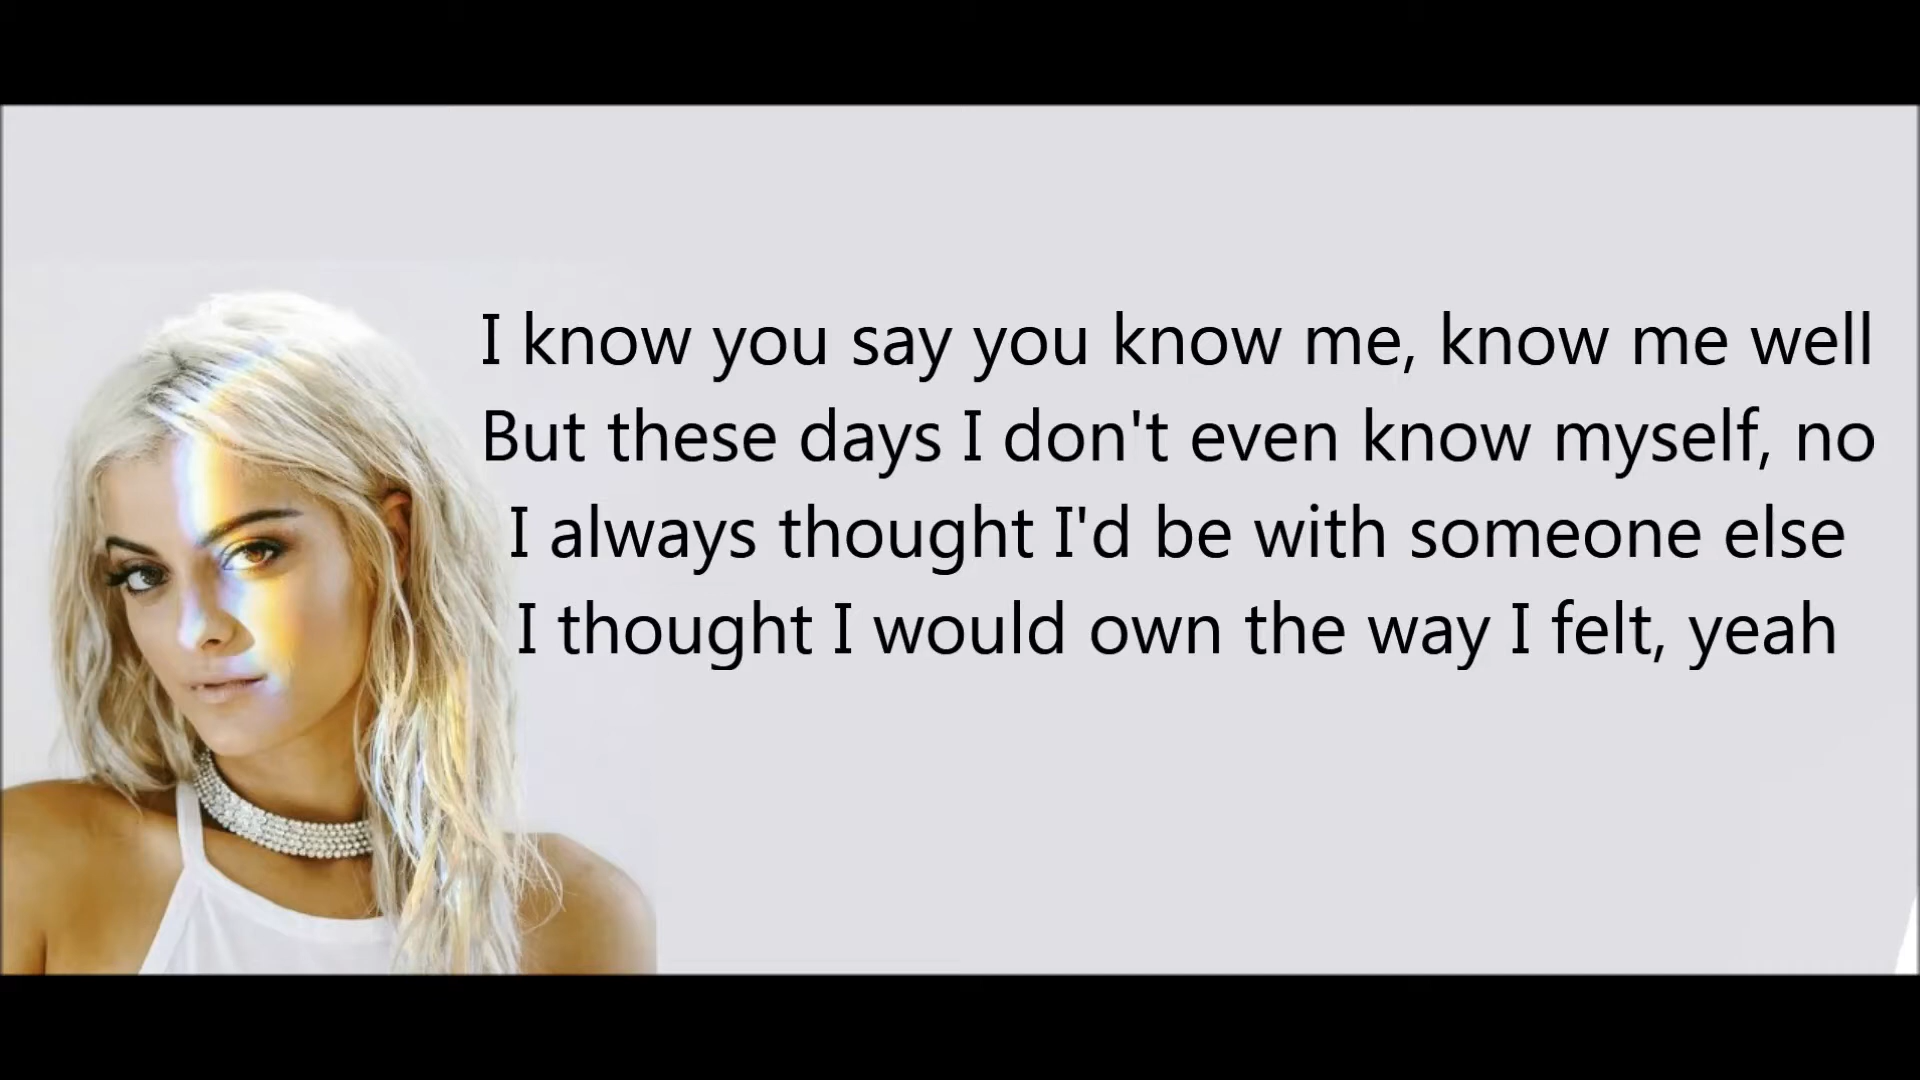 I know you say you know me, know me well
But these days I don't even know myself, no
I always thought I'd be with someone else
I thought I would own the way I felt, yeah